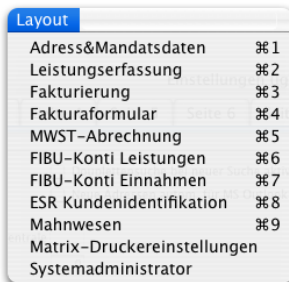 Layout
Adress&Mandatsdaten ⌘1
Leistungserfassung ⌘2
Fakturierung ⌘3
Fakturaformular ⌘4
MWST-Abrechnung ⌘5
FIBU-Konti Leistungen ⌘6
FIBU-Konti Einnahmen ⌘7
ESR Kundenidentifikation ⌘8
Mahnwesen ⌘9
Matrix-Druckereinstellungen
Systemadministrator